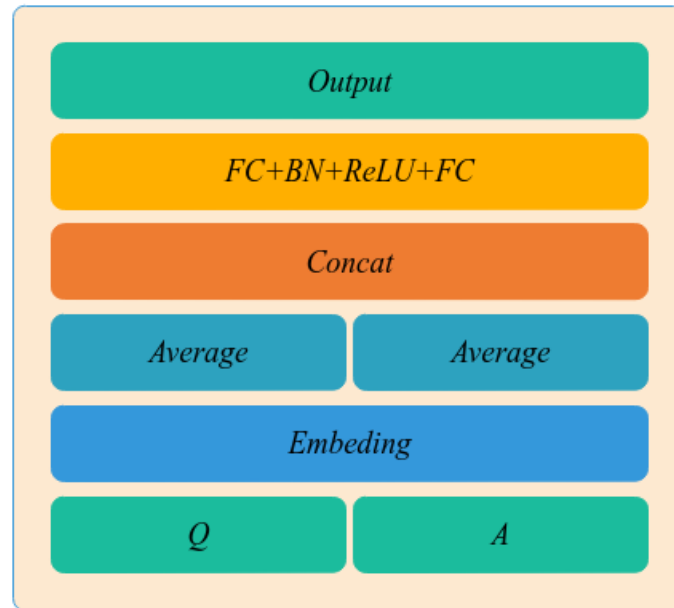 Output
FC+BN+ReLU+FC
Concat
Average Average
Embeding
Q A